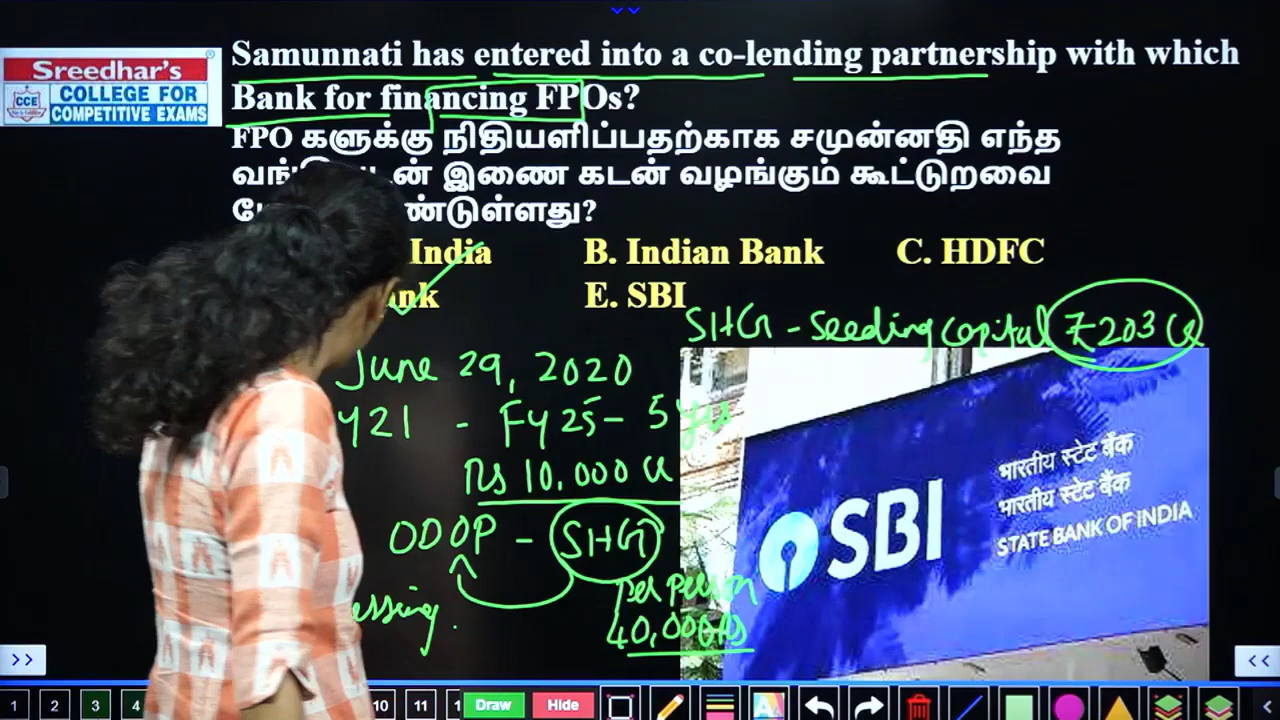 Sreedhar's
CCE
COLLEGE FOR
COMPETITIVE EXAMS
Samunnati has entered into a co-lending partnership with which
Bank for financing FPOs?
FPO களுக்கு நிதியளிப்பதற்காக சமுன்னதி எந்த
இணை கடன் வழங்கும் கூட்டுறவை
India B. Indian Bank C. HDFC
E. SBI
SHG - Seeding Capital ₹203 Cr
June 29, 2020
Y21 - FY25 - 5
Rs 10,000 Cr
ODOP - SHG
per person
40,000
SBI
भारतीय स्टेट बैंक
भारतीय स्टेट बैंक
STATE BANK OF INDIA
>> <<
1 2 3 4 10 11 Draw Hide